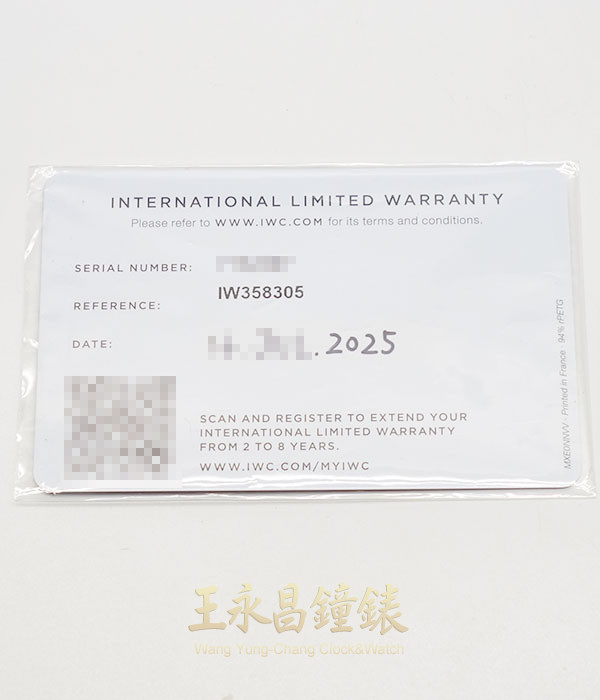 INTERNATIONAL LIMITED WARRANTY
Please refer to WWW.IWC.COM for its terms and conditions.
SERIAL NUMBER:
REFERENCE: IW358305
DATE: .2025
SCAN AND REGISTER TO EXTEND YOUR
INTERNATIONAL LIMITED WARRANTY
FROM 2 TO 8 YEARS.
WWW.IWC.COM/MYIWC
Printed in France - 94% rPETG
王永昌鐘錶
Wang Yung-Chang Clock&Watch